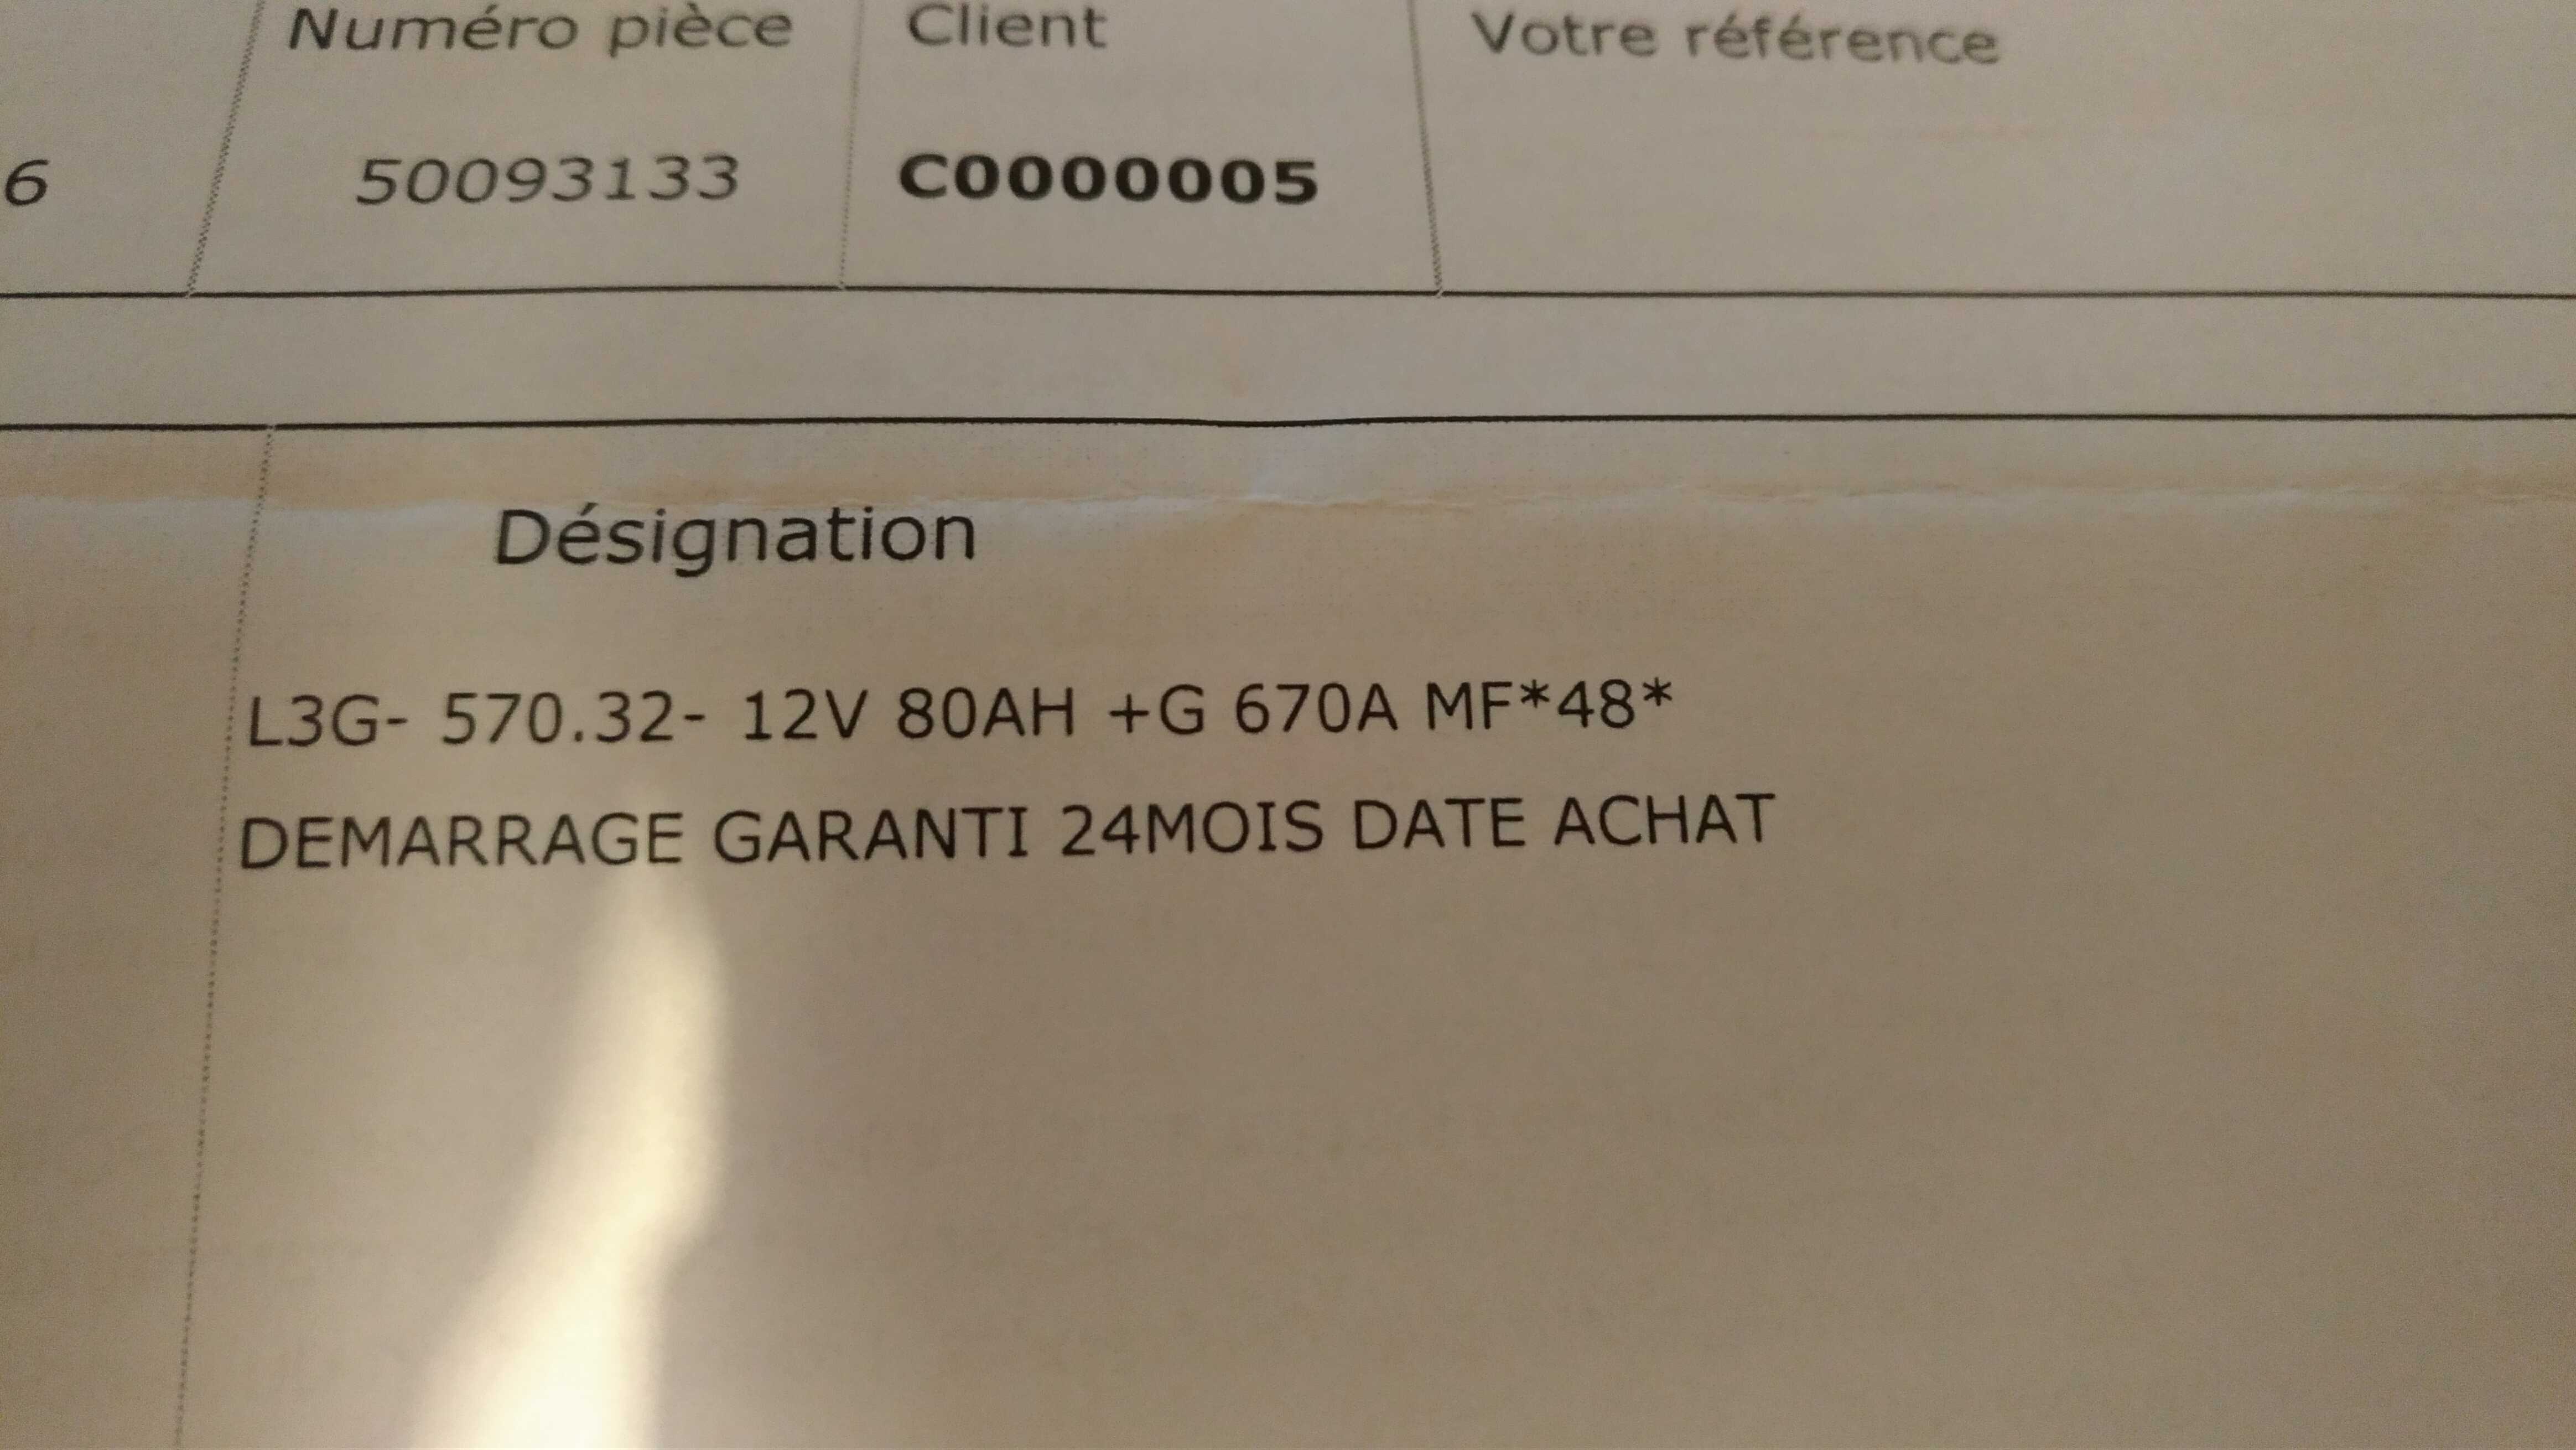 Numéro pièce Client Votre référence
6 50093133 C0000005
Désignation
L3G- 570.32- 12V 80AH +G 670A MF*48*
DEMARRAGE GARANTI 24MOIS DATE ACHAT